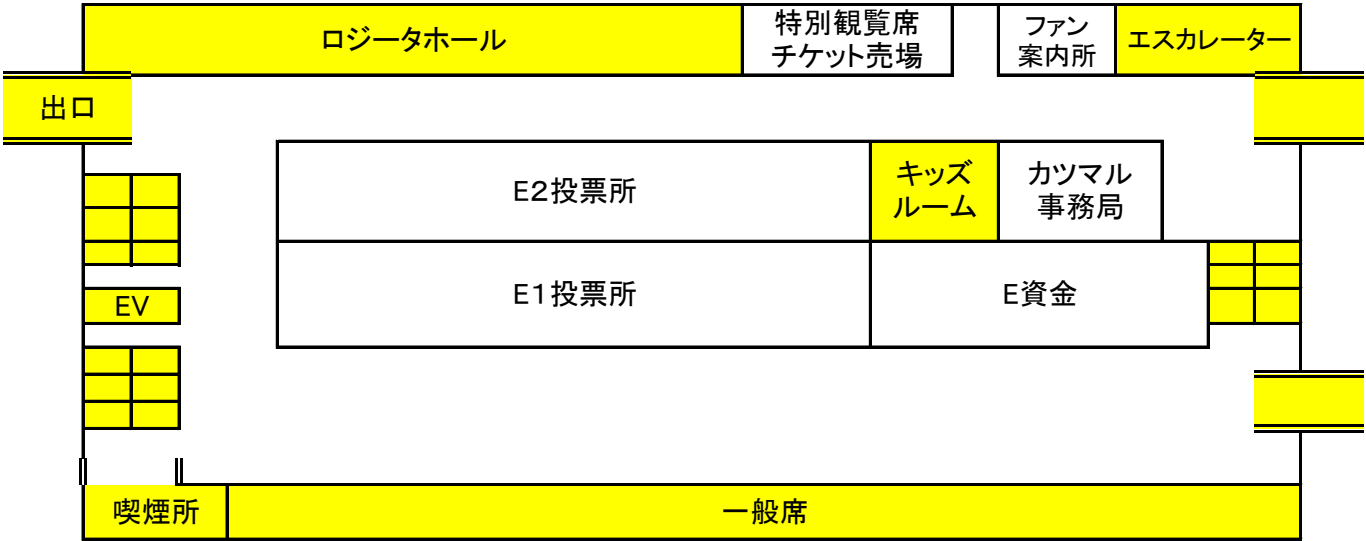 ロジータホール
特別観覧席
チケット売場
ファン
案内所
エスカレーター
出口
E2投票所
キッズ
ルーム
カツマル
事務局
E1投票所
E資金
EV
喫煙所
一般席